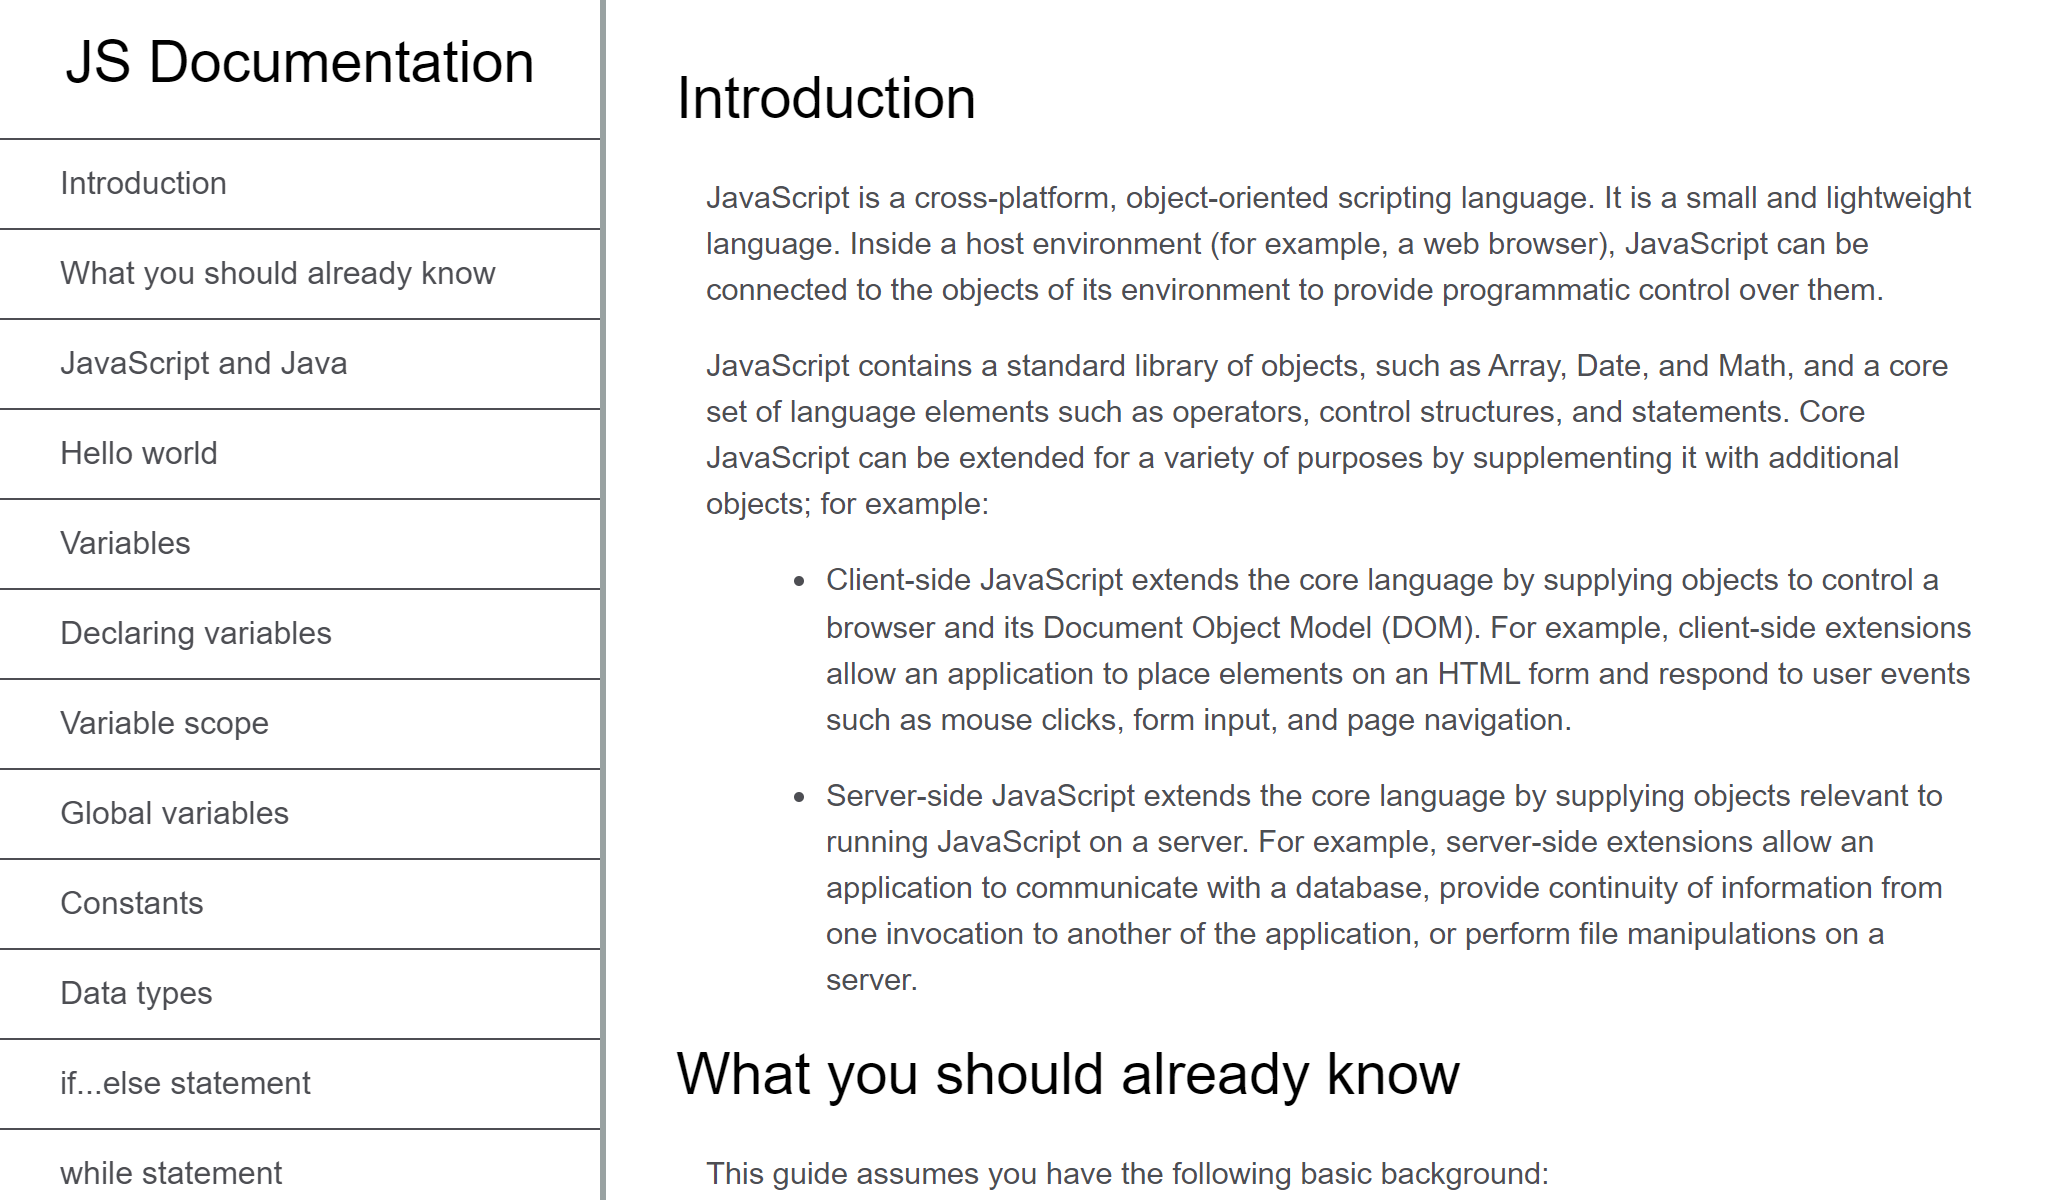 JS Documentation
Introduction
What you should already know
JavaScript and Java
Hello world
Variables
Declaring variables
Variable scope
Global variables
Constants
Data types
if...else statement
while statement
Introduction
JavaScript is a cross-platform, object-oriented scripting language. It is a small and lightweight
language. Inside a host environment (for example, a web browser), JavaScript can be
connected to the objects of its environment to provide programmatic control over them.
JavaScript contains a standard library of objects, such as Array, Date, and Math, and a core
set of language elements such as operators, control structures, and statements. Core
JavaScript can be extended for a variety of purposes by supplementing it with additional
objects; for example:
• Client-side JavaScript extends the core language by supplying objects to control a
browser and its Document Object Model (DOM). For example, client-side extensions
allow an application to place elements on an HTML form and respond to user events
such as mouse clicks, form input, and page navigation.
• Server-side JavaScript extends the core language by supplying objects relevant to
running JavaScript on a server. For example, server-side extensions allow an
application to communicate with a database, provide continuity of information from
one invocation to another of the application, or perform file manipulations on a
server.
What you should already know
This guide assumes you have the following basic background: